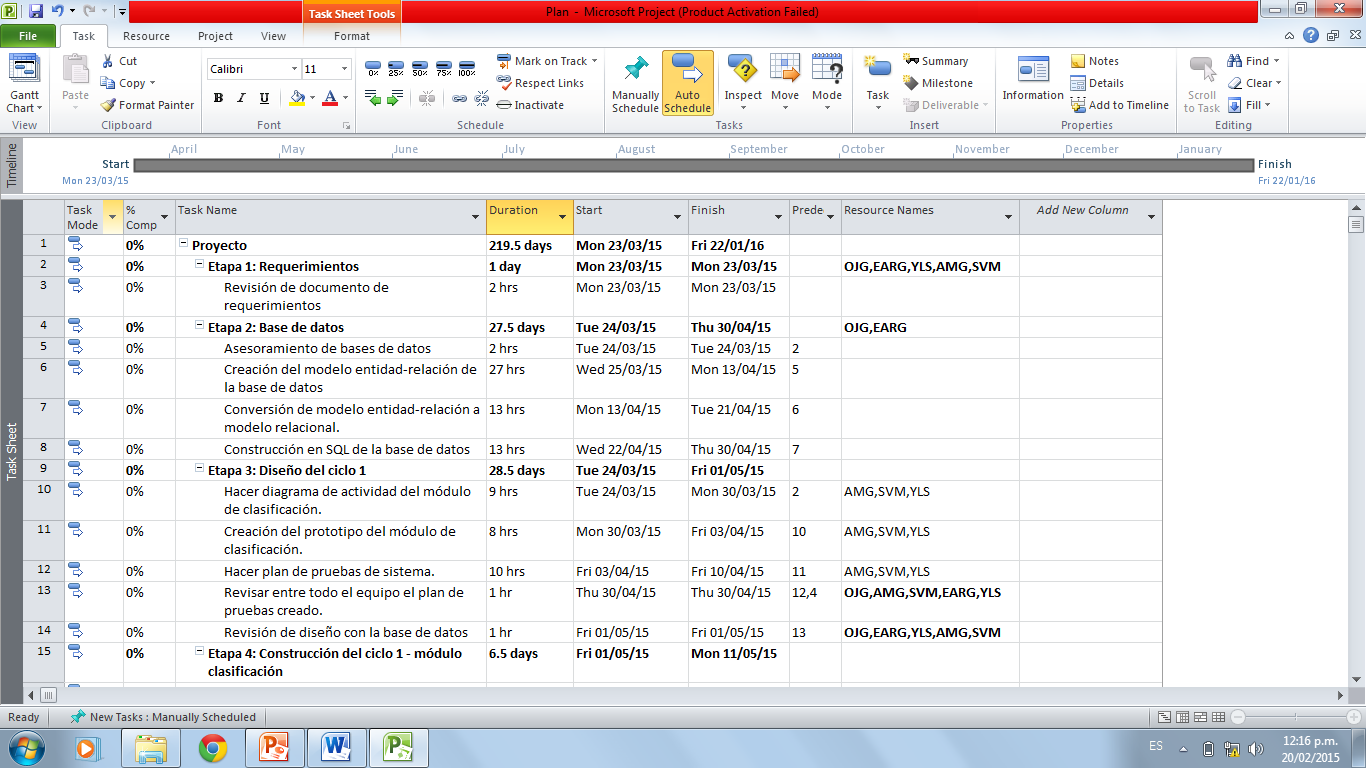 Task Sheet Tools
Plan - Microsoft Project (Product Activation Failed)
File Task Resource Project View Format
Gantt Chart
View
Paste
Cut
Copy
Format Painter
Clipboard
Calibri 11
B I U A
Font
0% 25% 50% 75% 100%
Mark on Track
Respect Links
Inactivate
Schedule
Manually Schedule
Auto Schedule
Inspect
Move
Mode
Tasks
Task
Summary
Milestone
Deliverable
Insert
Information
Notes
Details
Add to Timeline
Properties
Scroll to Task
Find
Clear
Fill
Editing
Timeline
April May June July August September October November December January
Start
Mon 23/03/15
Finish
Fri 22/01/16
Task Sheet
Task Mode % Comp Task Name Duration Start Finish Prede Resource Names Add New Column
1 0% Proyecto 219.5 days Mon 23/03/15 Fri 22/01/16
2 0% Etapa 1: Requerimientos 1 day Mon 23/03/15 Mon 23/03/15 OJG,EARG,YLS,AMG,SVM
3 0% Revisión de documento de 2 hrs Mon 23/03/15 Mon 23/03/15
requerimientos
4 0% Etapa 2: Base de datos 27.5 days Tue 24/03/15 Thu 30/04/15 OJG,EARG
5 0% Asesoramiento de bases de datos 2 hrs Tue 24/03/15 Tue 24/03/15 2
6 0% Creación del modelo entidad-relación de 27 hrs Wed 25/03/15 Mon 13/04/15 5
la base de datos
7 0% Conversión de modelo entidad-relación a 13 hrs Mon 13/04/15 Tue 21/04/15 6
modelo relacional.
8 0% Construcción en SQL de la base de datos 13 hrs Wed 22/04/15 Thu 30/04/15 7
9 0% Etapa 3: Diseño del ciclo 1 28.5 days Tue 24/03/15 Fri 01/05/15
10 0% Hacer diagrama de actividad del módulo 9 hrs Tue 24/03/15 Mon 30/03/15 2 AMG,SVM,YLS
de clasificación.
11 0% Creación del prototipo del módulo de 8 hrs Mon 30/03/15 Fri 03/04/15 10 AMG,SVM,YLS
clasificación.
12 0% Hacer plan de pruebas de sistema. 10 hrs Fri 03/04/15 Fri 10/04/15 11 AMG,SVM,YLS
13 0% Revisar entre todo el equipo el plan de 1 hr Thu 30/04/15 Thu 30/04/15 12,4 OJG,AMG,SVM,EARG,YLS
pruebas creado.
14 0% Revisión de diseño con la base de datos 1 hr Fri 01/05/15 Fri 01/05/15 13 OJG,EARG,YLS,AMG,SVM
15 0% Etapa 4: Construcción del ciclo 1 - módulo 6.5 days Fri 01/05/15 Mon 11/05/15
clasificación
Ready New Tasks : Manually Scheduled
ES
12:16 p.m.
20/02/2015